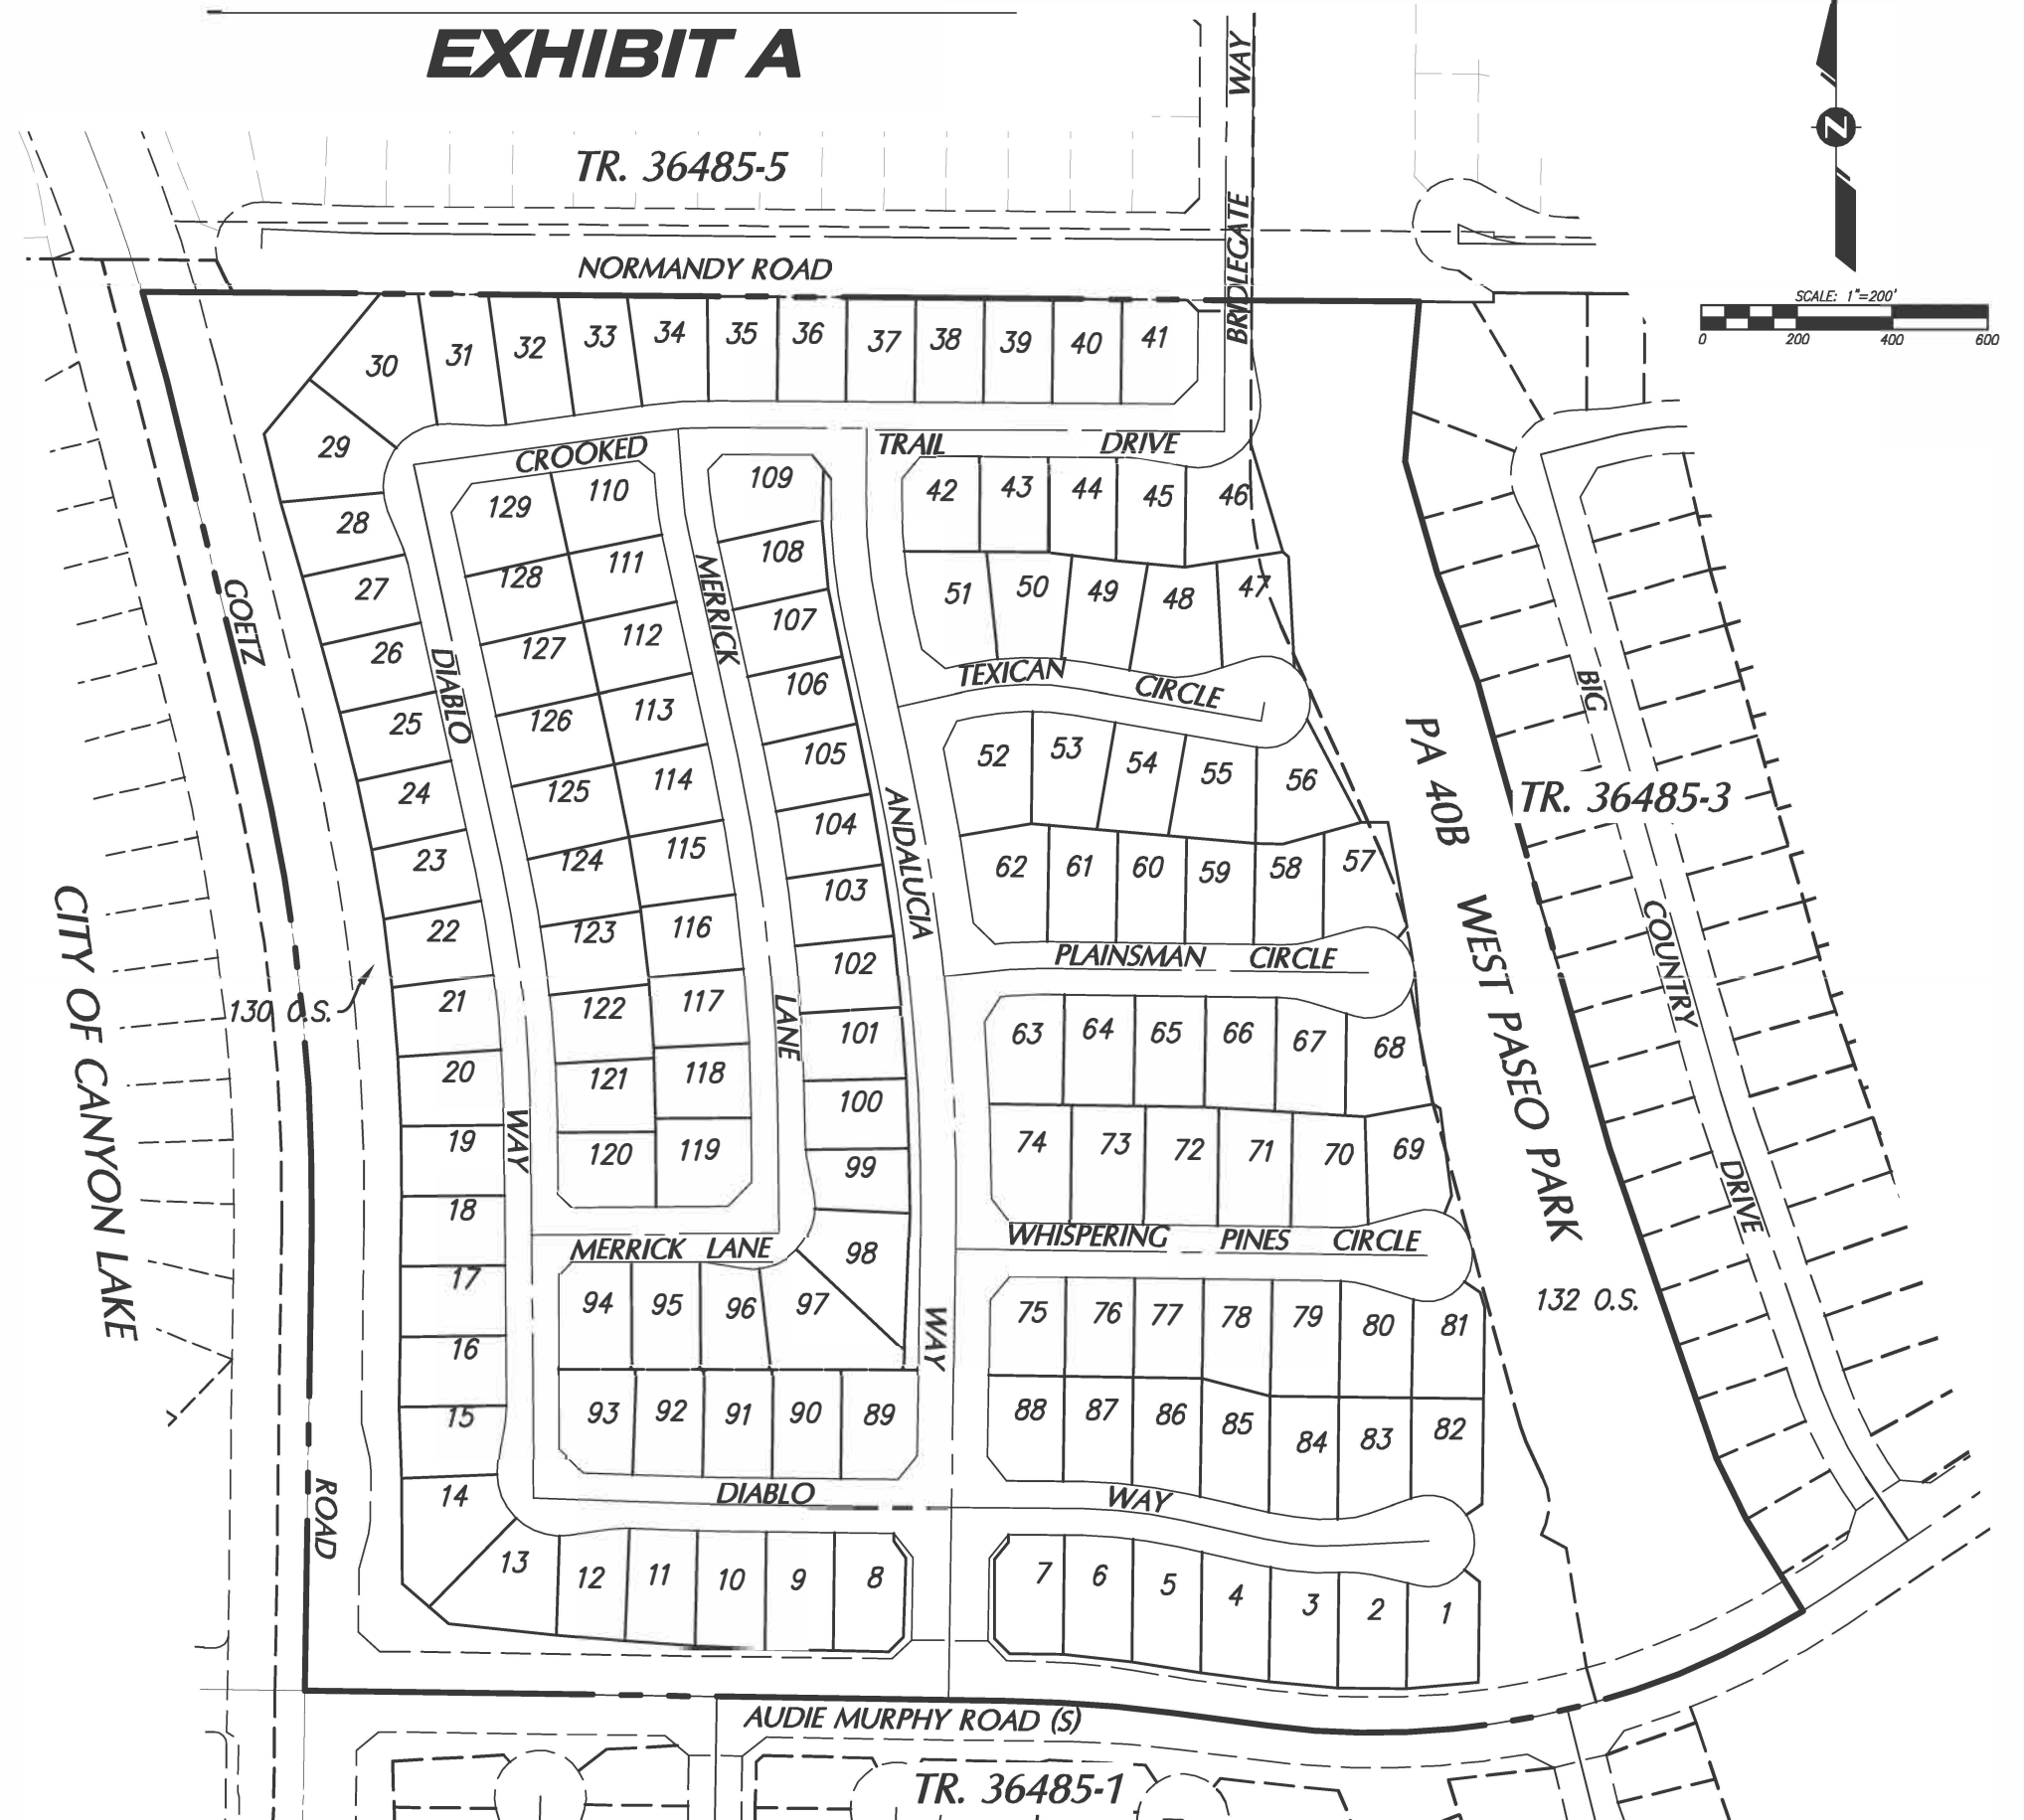 EXHIBIT A
BRIDLEGATE WAY
N
TR. 36485-5
NORMANDY ROAD
SCALE: 1"=200'
0 200 400 600
30 31 32 33 34 35 36 37 38 39 40 41
CROOKED TRAIL DRIVE
29
28
27
26
25
24
23
22
21
20
19
18
17
16
15
14
129 110
128 111
127 112
126 113
125 114
124 115
123 116
122 117
121 118
120 119
109
108
107
106
105
104
103
102
101
100
99
98
42 43 44 45 46
51 50 49 48 47
TEXICAN CIRCLE
52 53 54 55 56
62 61 60 59 58 57
PLAINSMAN CIRCLE
63 64 65 66 67 68
74 73 72 71 70 69
WHISPERING PINES CIRCLE
75 76 77 78 79 80 81
88 87 86 85 84 83 82
MERRICK LANE
94 95 96 97
93 92 91 90 89
DIABLO WAY
13 12 11 10 9 8
7 6 5 4 3 2 1
GOETZ ROAD
DIABLO WAY
MERRICK LANE
ANDALUCIA WAY
130 O.S.
CITY OF CANYON LAKE
PA 40B WEST PASEO PARK
132 O.S.
TR. 36485-3
BIG COUNTRY DRIVE
AUDIE MURPHY ROAD (S)
TR. 36485-1